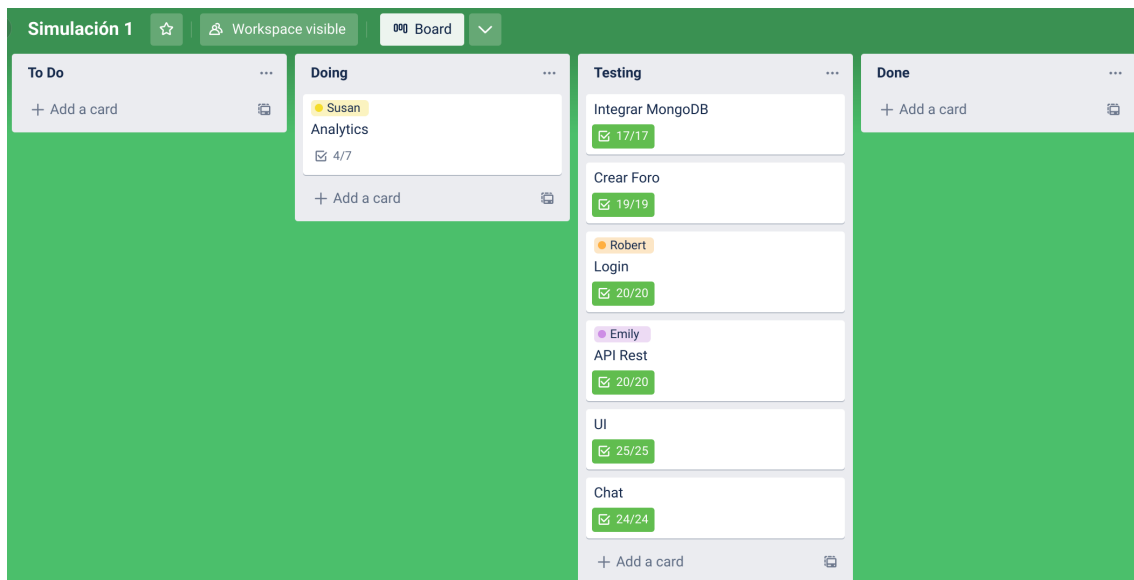 Simulación 1
Workspace visible
Board
To Do
Add a card
Doing
Susan
Analytics
4/7
Add a card
Testing
Integrar MongoDB
17/17
Crear Foro
19/19
Robert
Login
20/20
Emily
API Rest
20/20
UI
25/25
Chat
24/24
Add a card
Done
Add a card